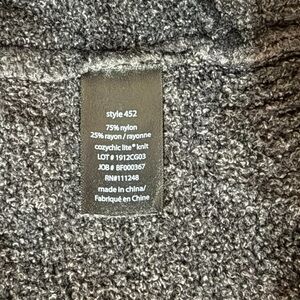 style 452
75% nylon
25% rayon / rayonne
cozychic lite® knit
LOT # 1912CG03
JOB # BF000367
RN#111248
made in china/
Fabriqué en Chine